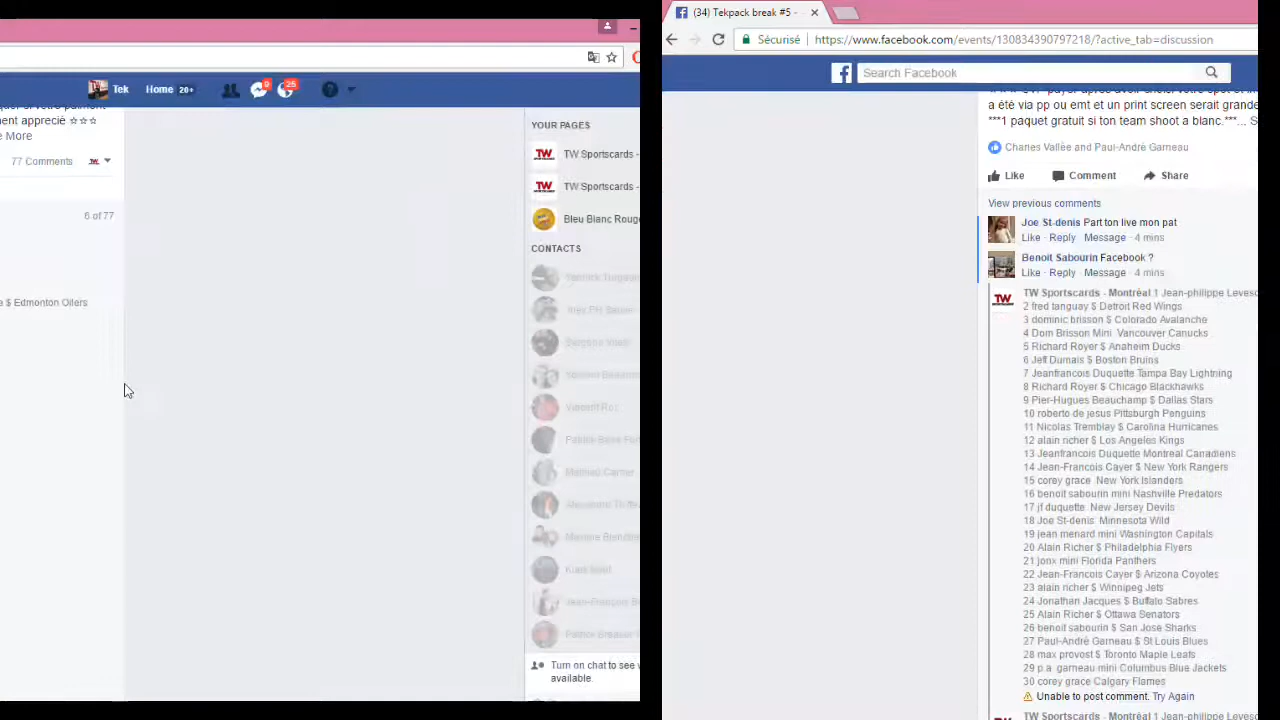 Tek
Home 20+
25
ment apprecié ☆☆☆
e More
77 Comments
6 of 77
e $ Edmonton Oilers
YOUR PAGES
TW Sportscards -
TW Sportscards -
Bleu Blanc Rouge
CONTACTS
Turn on chat to see w
available.
(34) Tekpack break #5 -
Sécurisé
https://www.facebook.com/events/130834390797218/?active_tab=discussion
Search Facebook
a été via pp ou emt et un print screen serait grande
***1 paquet gratuit si ton team shoot a blanc.***... S
Charles Vallée and Paul-André Garneau
Like Comment Share
View previous comments
Joe St-denis Part ton live mon pat
Like · Reply · Message · 4 mins
Benoit Sabourin Facebook ?
Like · Reply · Message · 4 mins
TW Sportscards - Montréal 1 Jean-philippe Levesc
2 fred tanguay $ Detroit Red Wings
3 dominic brisson $ Colorado Avalanche
4 Dom Brisson Mini Vancouver Canucks
5 Richard Royer $ Anaheim Ducks
6 Jeff Dumais $ Boston Bruins
7 Jeanfrancois Duquette Tampa Bay Lightning
8 Richard Royer $ Chicago Blackhawks
9 Pier-Hugues Beauchamp $ Dallas Stars
10 roberto de jesus Pittsburgh Penguins
11 Nicolas Tremblay $ Carolina Hurricanes
12 alain richer $ Los Angeles Kings
13 Jeanfrancois Duquette Montreal Canadiens
14 Jean-Francois Cayer $ New York Rangers
15 corey grace New York Islanders
16 benoit sabourin mini Nashville Predators
17 jf duquette New Jersey Devils
18 Joe St-denis Minnesota Wild
19 jean menard mini Washington Capitals
20 Alain Richer $ Philadelphia Flyers
21 jonx mini Florida Panthers
22 Jean-Francois Cayer $ Arizona Coyotes
23 alain richer $ Winnipeg Jets
24 Jonathan Jacques $ Buffalo Sabres
25 Alain Richer $ Ottawa Senators
26 benoit sabourin $ San Jose Sharks
27 Paul-André Garneau $ St Louis Blues
28 max provost $ Toronto Maple Leafs
29 p.a. garneau mini Columbus Blue Jackets
30 corey grace Calgary Flames
Unable to post comment. Try Again
TW Sportscards - Montréal